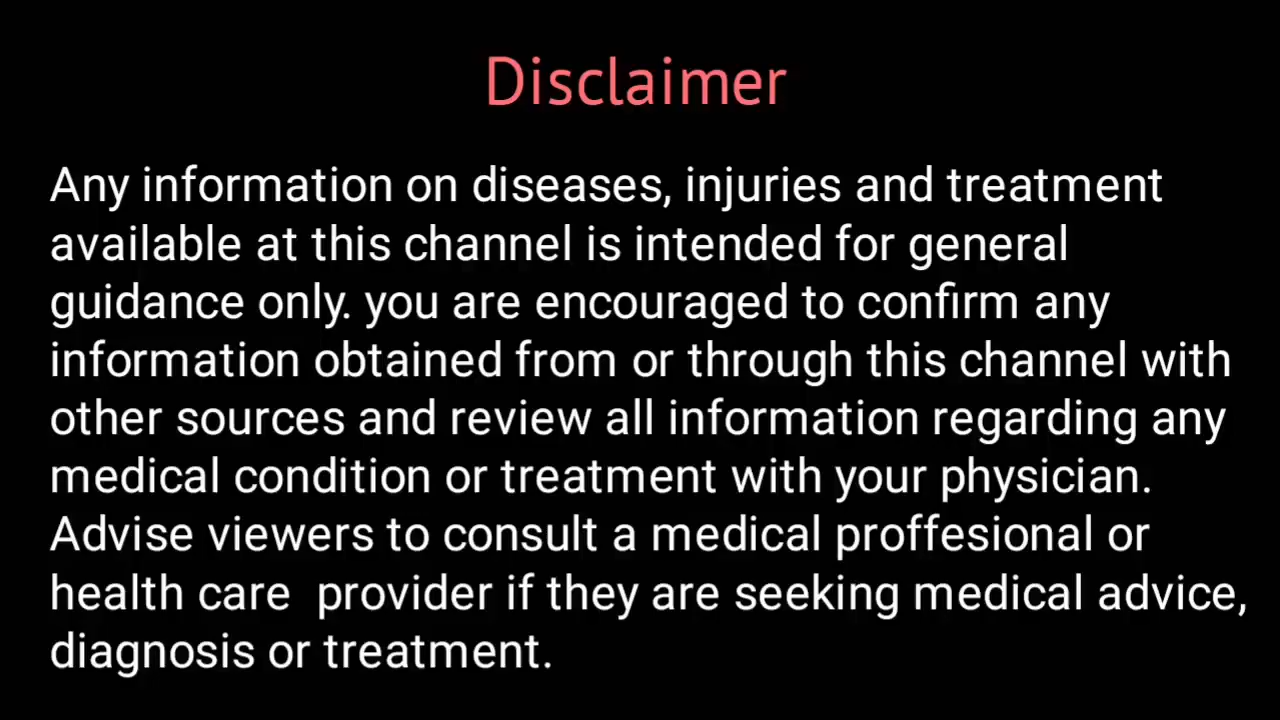 Disclaimer
Any information on diseases, injuries and treatment
available at this channel is intended for general
guidance only. you are encouraged to confirm any
information obtained from or through this channel with
other sources and review all information regarding any
medical condition or treatment with your physician.
Advise viewers to consult a medical proffesional or
health care  provider if they are seeking medical advice,
diagnosis or treatment.